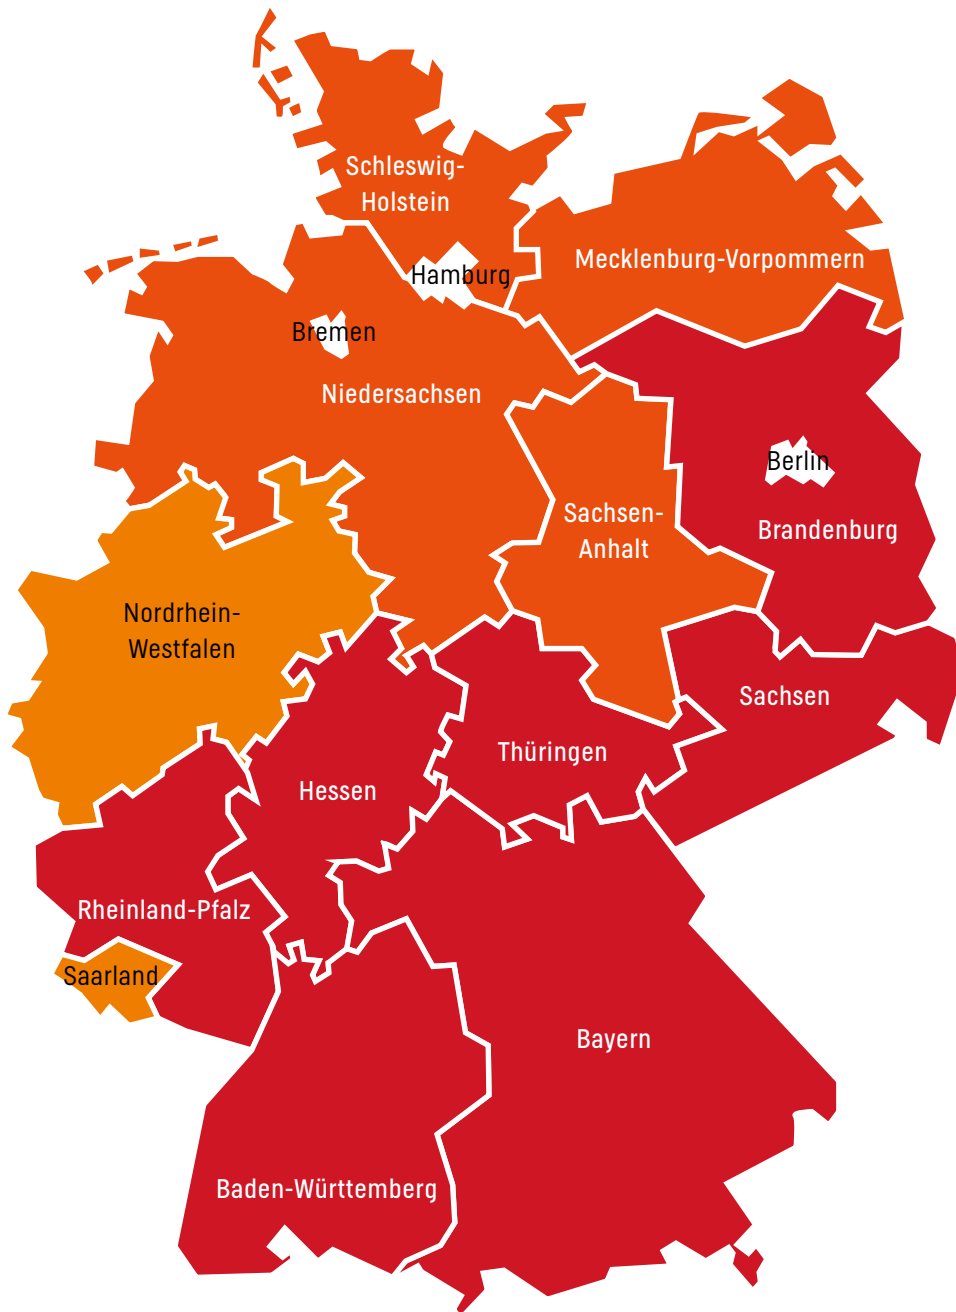 Schleswig-
Holstein
Mecklenburg-Vorpommern
Hamburg
Bremen
Niedersachsen
Berlin
Sachsen-
Anhalt
Brandenburg
Nordrhein-
Westfalen
Sachsen
Thüringen
Hessen
Rheinland-Pfalz
Saarland
Bayern
Baden-Württemberg